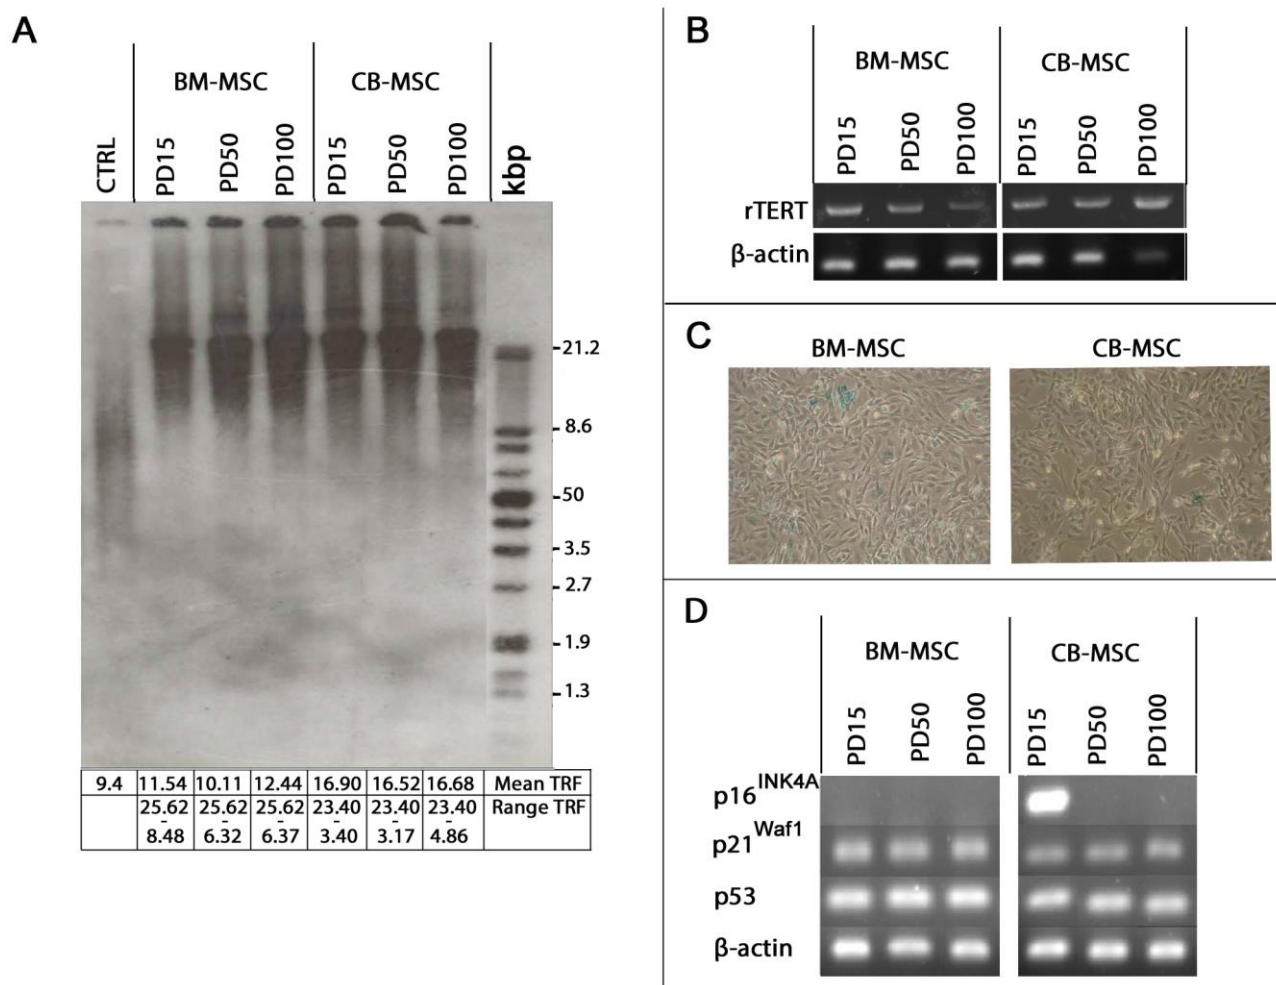 A
BM-MSC CB-MSC
CTRL PD15 PD50 PD100 PD15 PD50 PD100 kbp
-21.2
-8.6
-50
-3.5
-2.7
-1.9
-1.3
9.4 11.54 10.11 12.44 16.90 16.52 16.68 Mean TRF
25.62 25.62 25.62 23.40 23.40 23.40 Range TRF
- - - - - -
8.48 6.32 6.37 3.40 3.17 4.86
B
BM-MSC CB-MSC
PD15 PD50 PD100 PD15 PD50 PD100
rTERT
β-actin
C
BM-MSC CB-MSC
D
BM-MSC CB-MSC
PD15 PD50 PD100 PD15 PD50 PD100
p16INK4A
p21Waf1
p53
β-actin